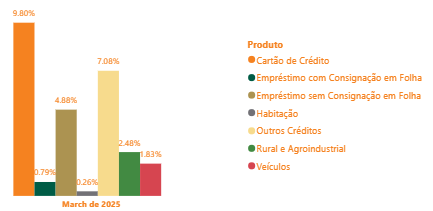 9.80%
7.08%
4.88%
2.48%
1.83%
0.79%
0.26%
March de 2025
Produto
Cartão de Crédito
Empréstimo com Consignação em Folha
Empréstimo sem Consignação em Folha
Habitação
Outros Créditos
Rural e Agroindustrial
Veículos